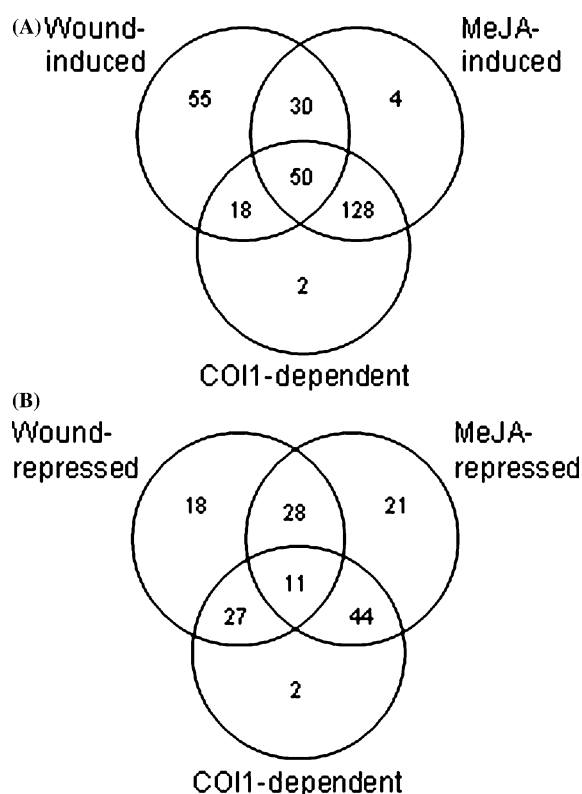 (A) Wound-induced
MeJA-induced
55
30
4
50
18
128
2
COI1-dependent
(B)
Wound-repressed
MeJA-repressed
18
28
21
11
27
44
2
COI1-dependent